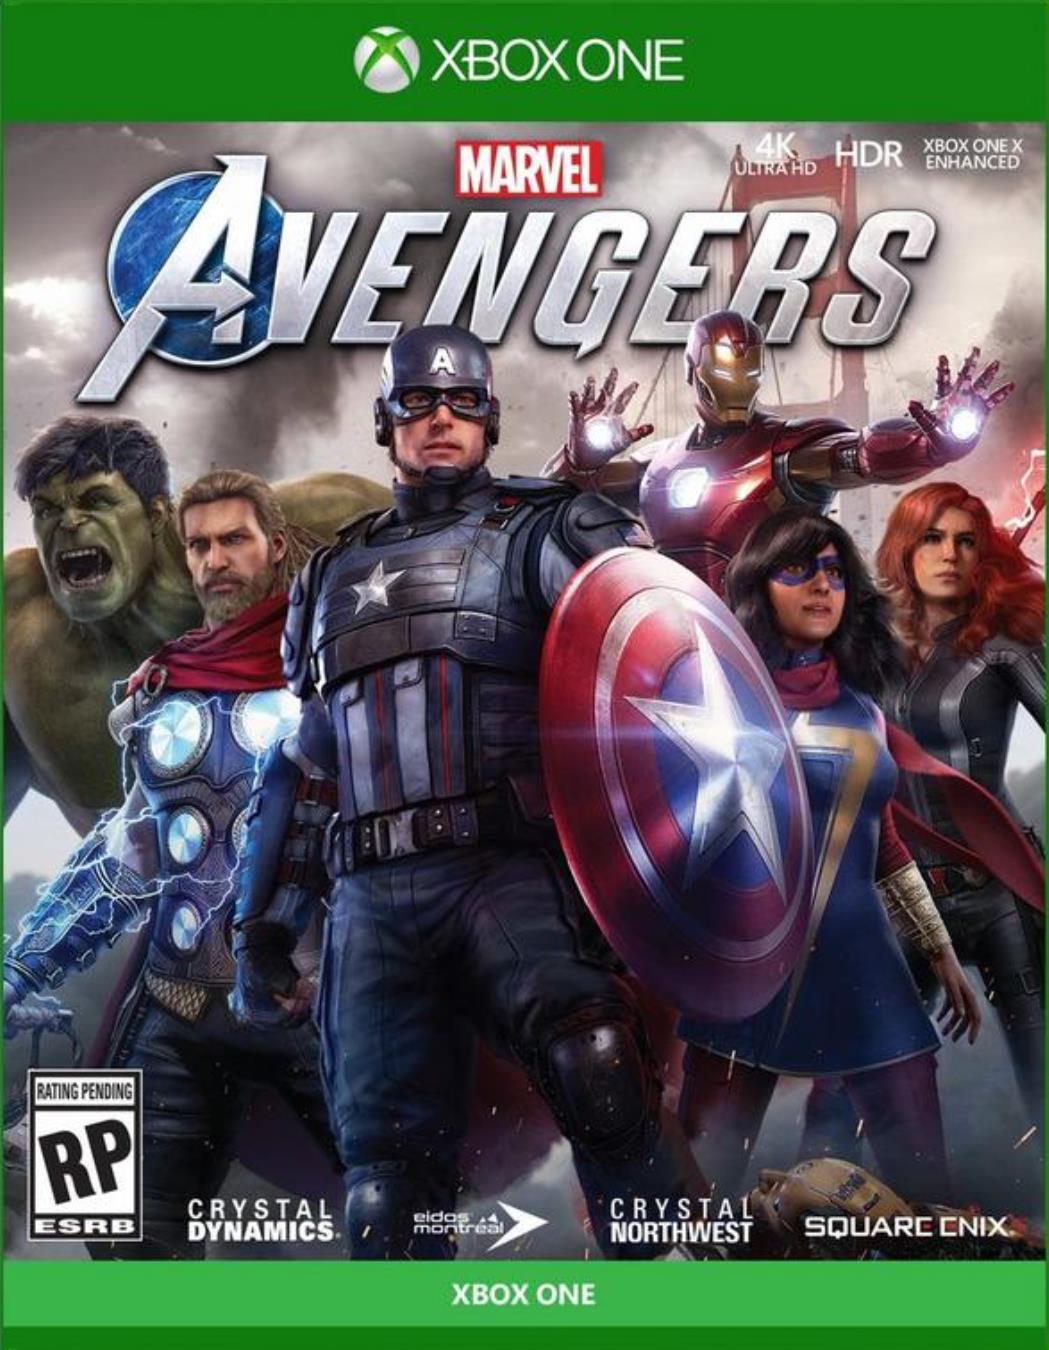 XBOX ONE
4K
ULTRA HD
HDR
XBOX ONE X
ENHANCED
MARVEL
AVENGERS
A
RATING PENDING
RP
ESRB
CRYSTAL
DYNAMICS
eidos
montréal
CRYSTAL
NORTHWEST
SQUARE ENIX
XBOX ONE